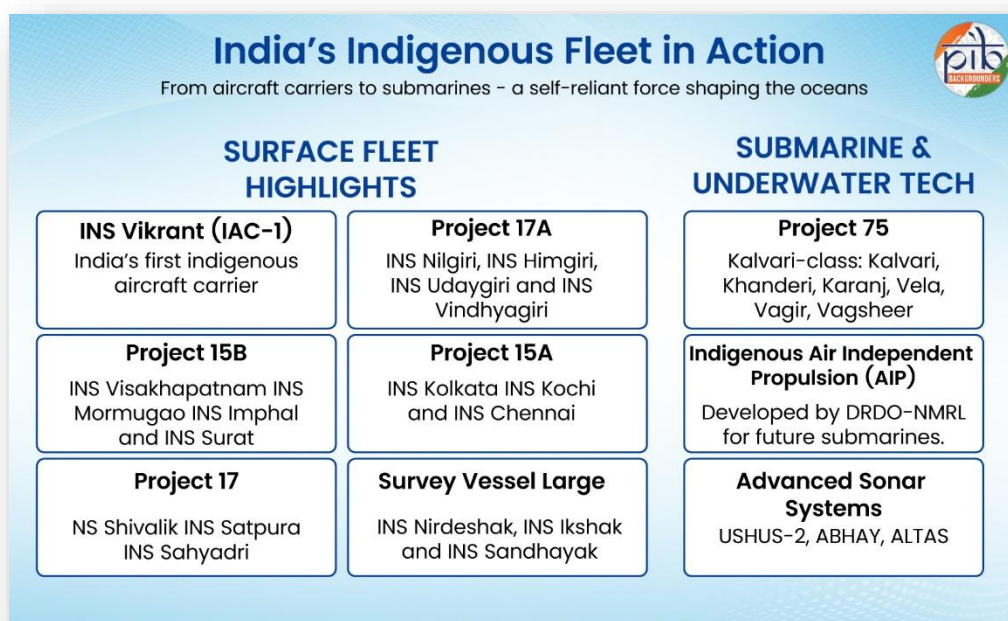 India’s Indigenous Fleet in Action
From aircraft carriers to submarines - a self-reliant force shaping the oceans
pib
BACKGROUNDERS
SURFACE FLEET
HIGHLIGHTS
INS Vikrant (IAC-1)
India’s first indigenous
aircraft carrier
Project 17A
INS Nilgiri, INS Himgiri,
INS Udaygiri and INS
Vindhyagiri
Project 15B
INS Visakhapatnam INS
Mormugao INS Imphal
and INS Surat
Project 15A
INS Kolkata INS Kochi
and INS Chennai
Project 17
NS Shivalik INS Satpura
INS Sahyadri
Survey Vessel Large
INS Nirdeshak, INS Ikshak
and INS Sandhayak
SUBMARINE &
UNDERWATER TECH
Project 75
Kalvari-class: Kalvari,
Khanderi, Karanj, Vela,
Vagir, Vagsheer
Indigenous Air Independent
Propulsion (AIP)
Developed by DRDO-NMRL
for future submarines.
Advanced Sonar
Systems
USHUS-2, ABHAY, ALTAS